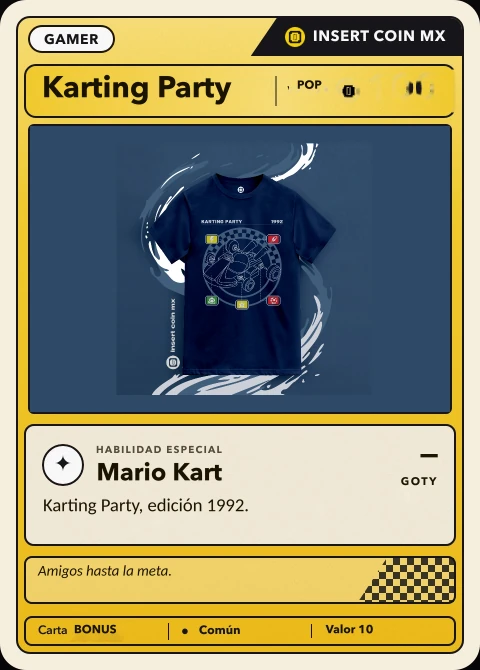 GAMER
INSERT COIN MX
Karting Party
POP
KARTING PARTY 1992
insert coin mx
HABILIDAD ESPECIAL
Mario Kart
GOTY
Karting Party, edición 1992.
Amigos hasta la meta.
Carta BONUS
• Común
Valor 10